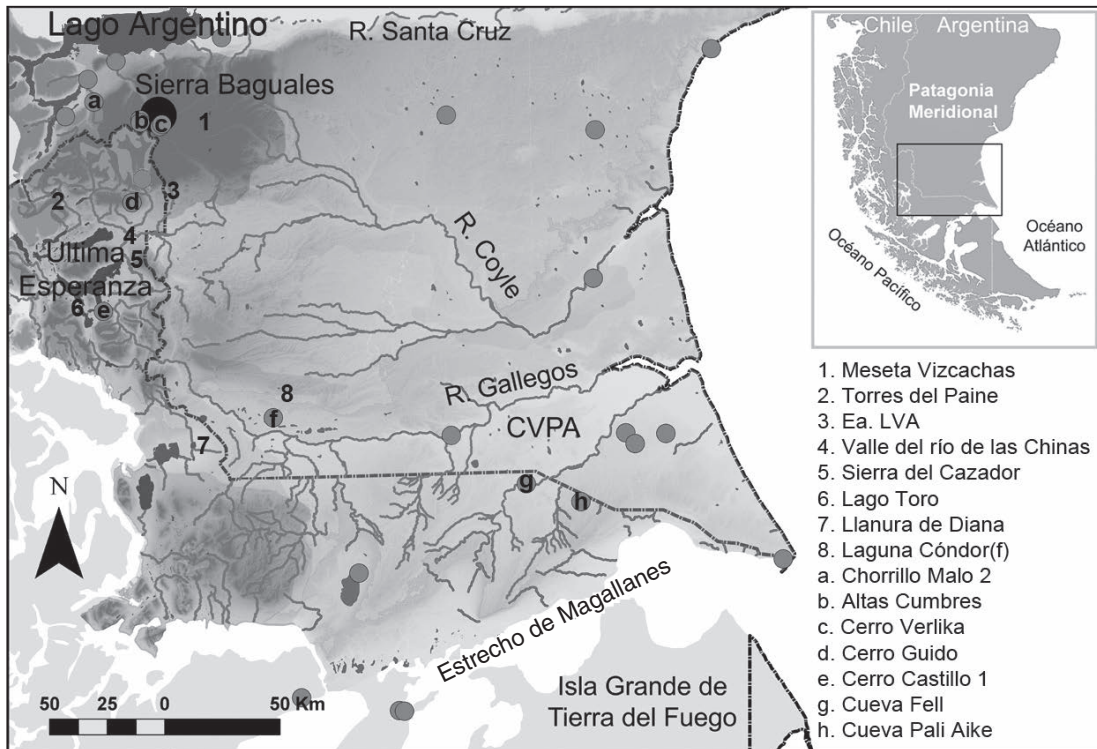 Lago Argentino
R. Santa Cruz
Sierra Baguales
a
b
c
1
2
d
3
4
Ultima
5
Esperanza
6
e
R. Coyle
8
f
R. Gallegos
7
CVPA
g
h
N
Estrecho de Magallanes
50 25 0 50 Km
Isla Grande de
Tierra del Fuego
Chile Argentina
Patagonia
Meridional
Océano
Atlántico
Océano Pacífico
1. Meseta Vizcachas
2. Torres del Paine
3. Ea. LVA
4. Valle del río de las Chinas
5. Sierra del Cazador
6. Lago Toro
7. Llanura de Diana
8. Laguna Cóndor(f)
a. Chorrillo Malo 2
b. Altas Cumbres
c. Cerro Verlika
d. Cerro Guido
e. Cerro Castillo 1
g. Cueva Fell
h. Cueva Pali Aike